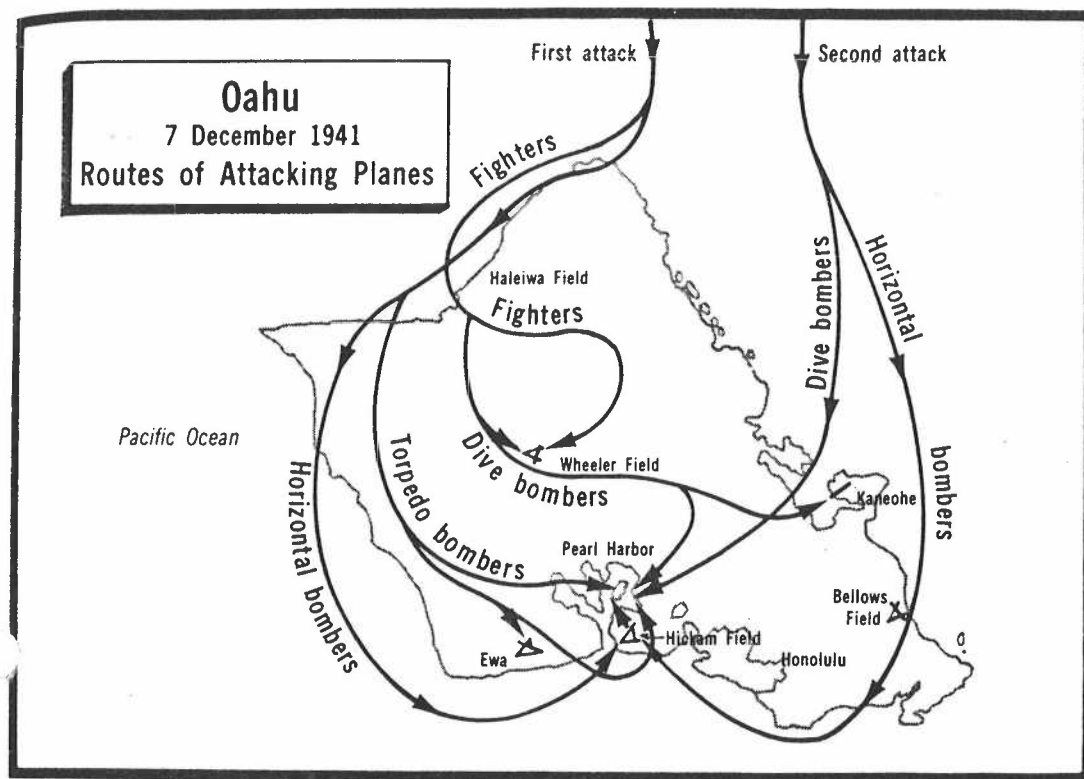 First attack
Second attack
Oahu
7 December 1941
Routes of Attacking Planes
Fighters
Haleiwa Field
Fighters
Dive bombers
Horizontal
bombers
Pacific Ocean
Horizontal bombers
Torpedo bombers
Dive bombers
Wheeler Field
Kaneohe
Pearl Harbor
Bellows
Field
Ewa
Hickam Field
Honolulu